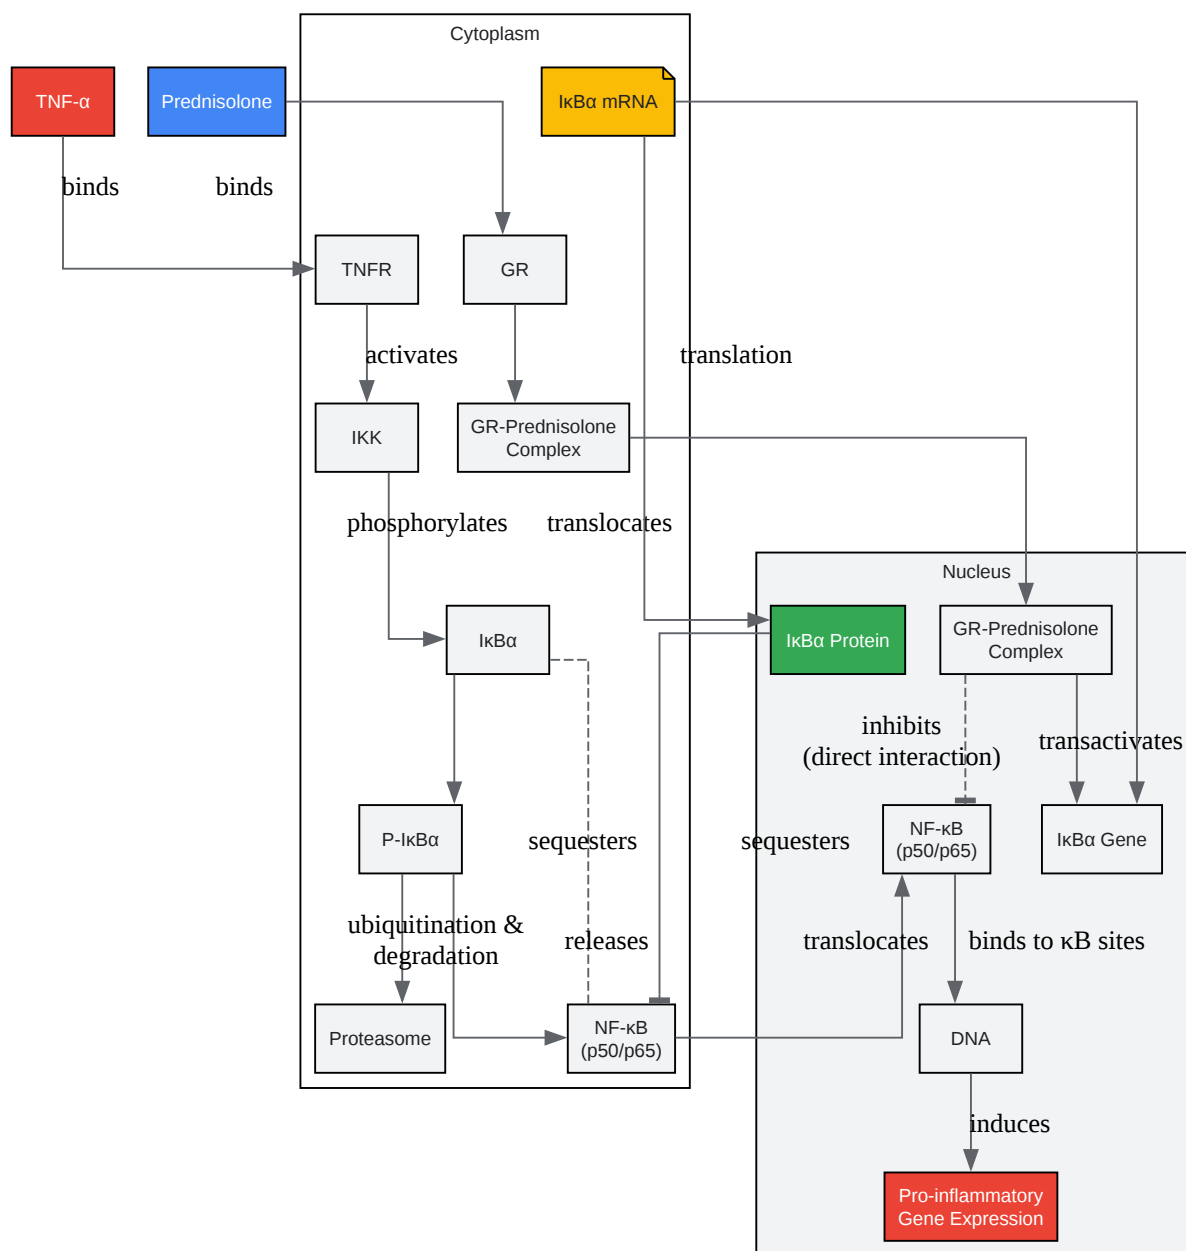 Cytoplasm
TNF-α
Prednisolone
IκBα mRNA
binds
binds
TNFR
GR
activates
translation
IKK
GR-Prednisolone
Complex
phosphorylates
translocates
Nucleus
IκBα
IκBα Protein
GR-Prednisolone
Complex
inhibits
(direct interaction)
transactivates
P-IκBα
sequesters
sequesters
NF-κB
(p50/p65)
IκBα Gene
ubiquitination &
degradation
releases
translocates
binds to κB sites
Proteasome
NF-κB
(p50/p65)
DNA
induces
Pro-inflammatory
Gene Expression